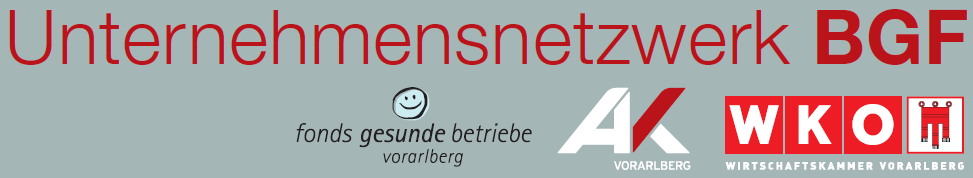 Unternehmensnetzwerk BGF
fonds gesunde betriebe
vorarlberg
AK
VORARLBERG
WKO
WIRTSCHAFTSKAMMER VORARLBERG